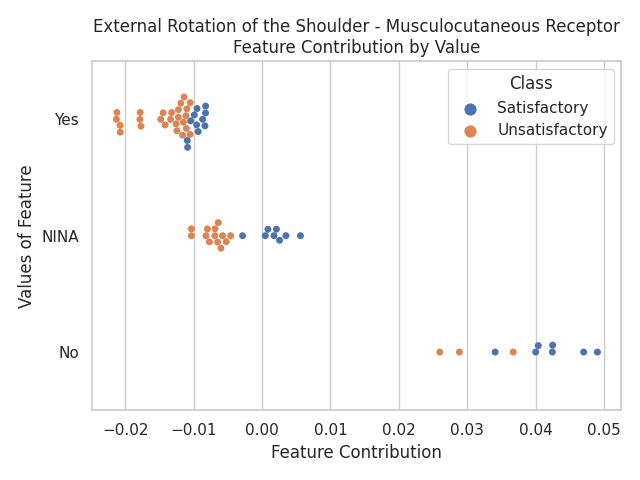 External Rotation of the Shoulder - Musculocutaneous Receptor
Feature Contribution by Value
Class
Satisfactory
Unsatisfactory
Values of Feature
Yes
NINA
No
−0.02 −0.01 0.00 0.01 0.02 0.03 0.04 0.05
Feature Contribution